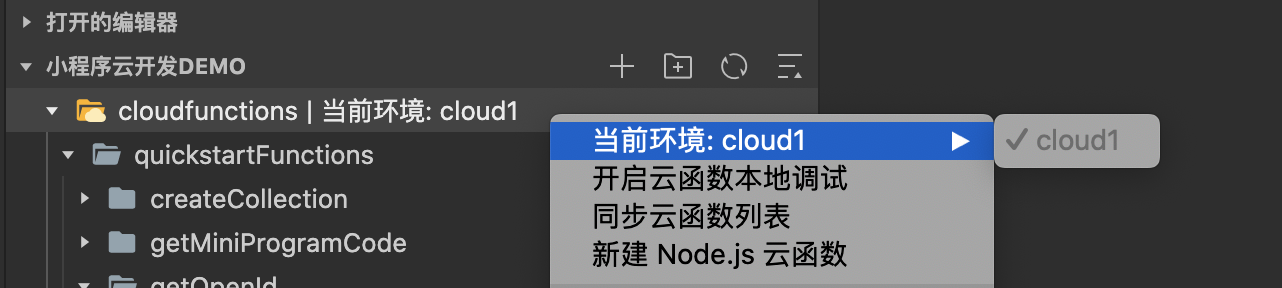 打开的编辑器
小程序云开发DEMO
cloudfunctions | 当前环境: cloud1
quickstartFunctions
createCollection
getMiniProgramCode
getOpenId
当前环境: cloud1
cloud1
开启云函数本地调试
同步云函数列表
新建 Node.js 云函数